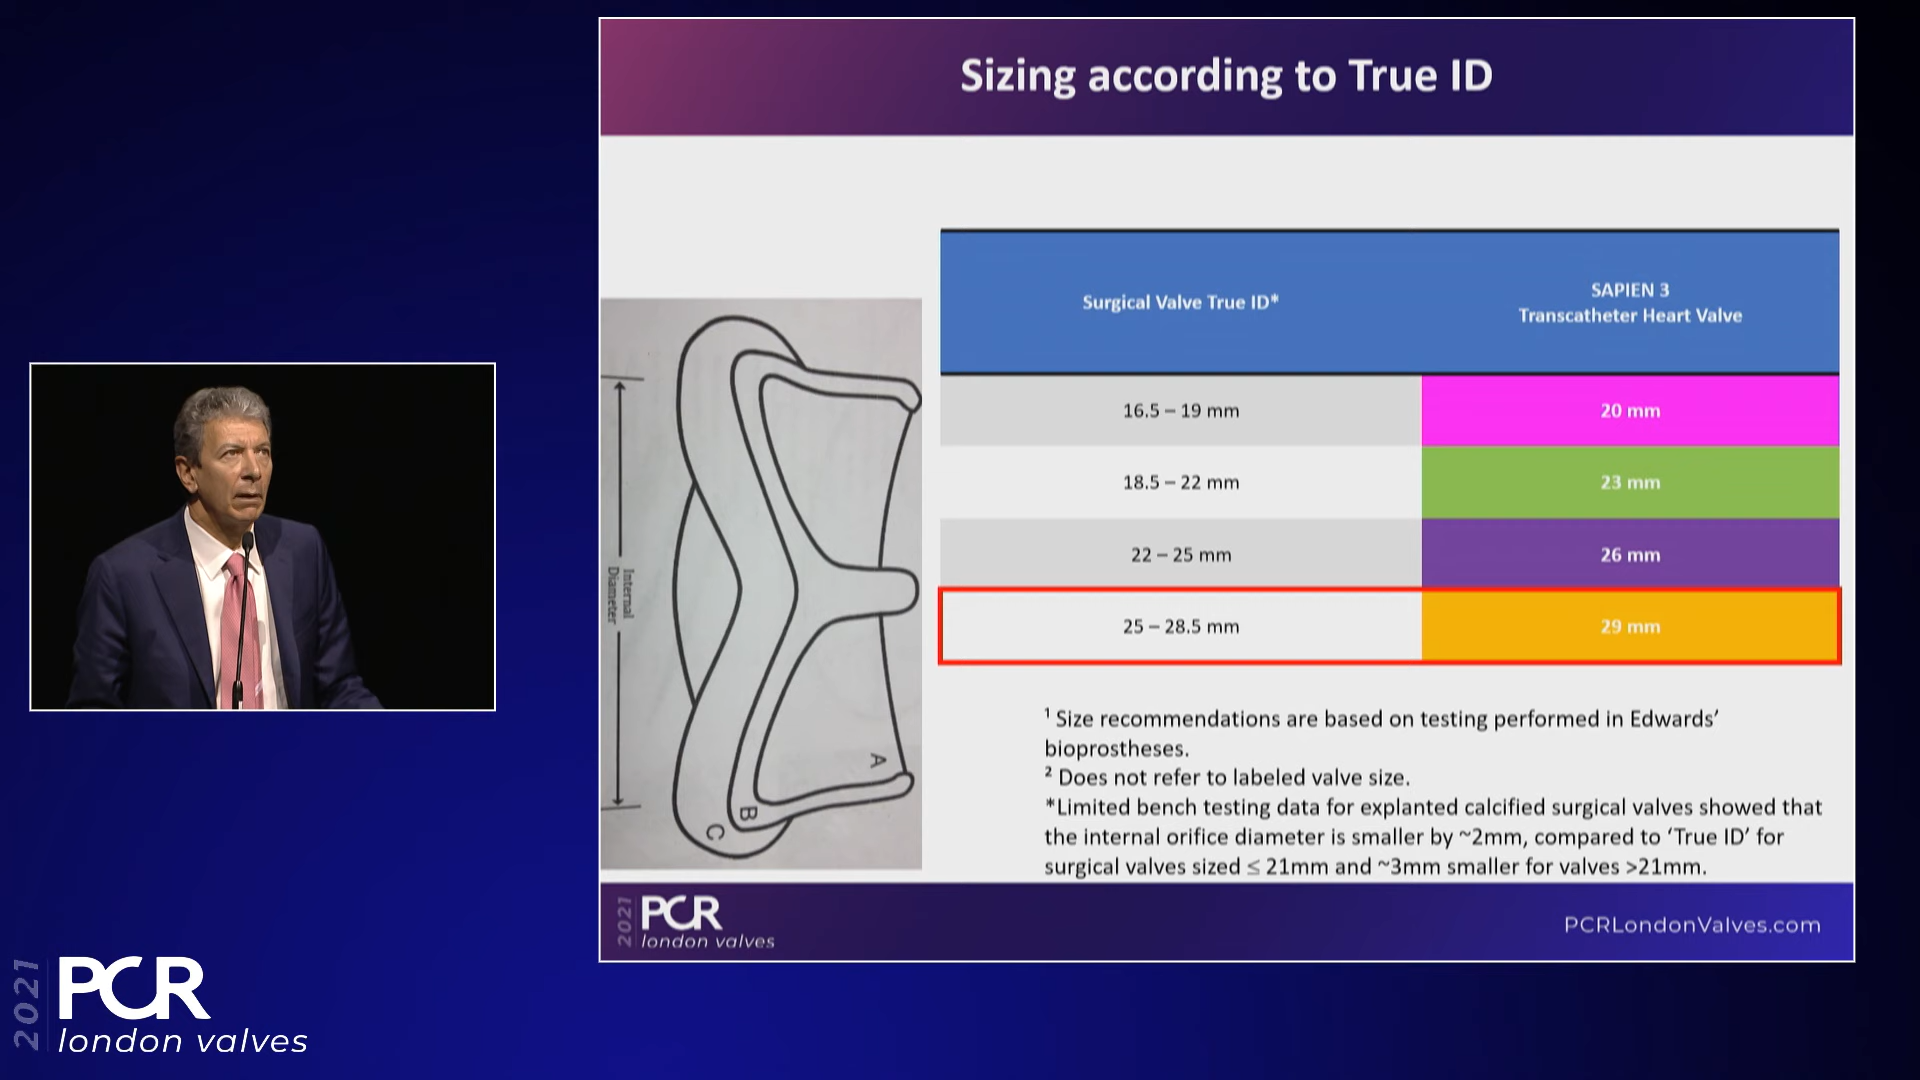 Sizing according to True ID
Surgical Valve True ID*
SAPIEN 3
Transcatheter Heart Valve
16.5 – 19 mm
20 mm
18.5 – 22 mm
23 mm
22 – 25 mm
26 mm
25 – 28.5 mm
29 mm
Internal
Diameter
A
B
C
¹ Size recommendations are based on testing performed in Edwards’
bioprostheses.
² Does not refer to labeled valve size.
*Limited bench testing data for explanted calcified surgical valves showed that
the internal orifice diameter is smaller by ~2mm, compared to ‘True ID’ for
surgical valves sized ≤ 21mm and ~3mm smaller for valves >21mm.
2021
PCR
london valves
PCRLondonValves.com
2021
PCR
london valves